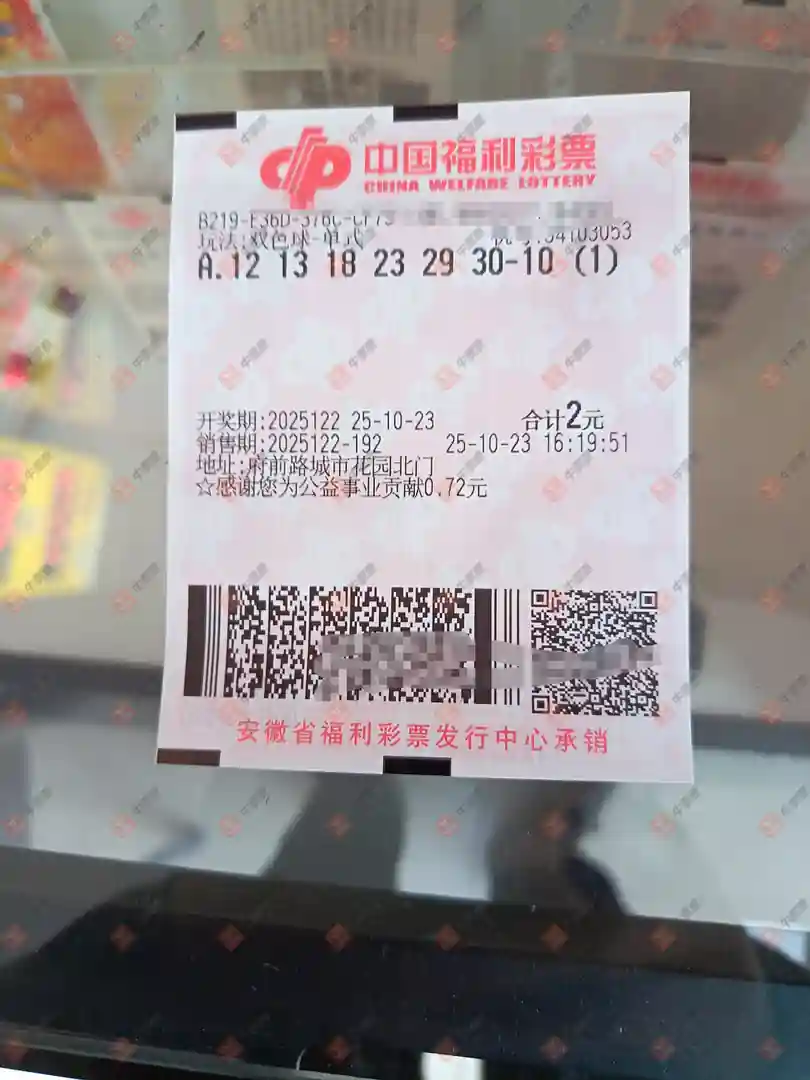 中国福利彩票
CHINA WELFARE LOTTERY
玩法:双色球-单式 机号:34103053
A.12 13 18 23 29 30-10 (1)
开奖期:2025122 25-10-23 合计2元
销售期:2025122-192 25-10-23 16:19:51
地址:府前路城市花园北门
☆感谢您为公益事业贡献0.72元
安徽省福利彩票发行中心承销